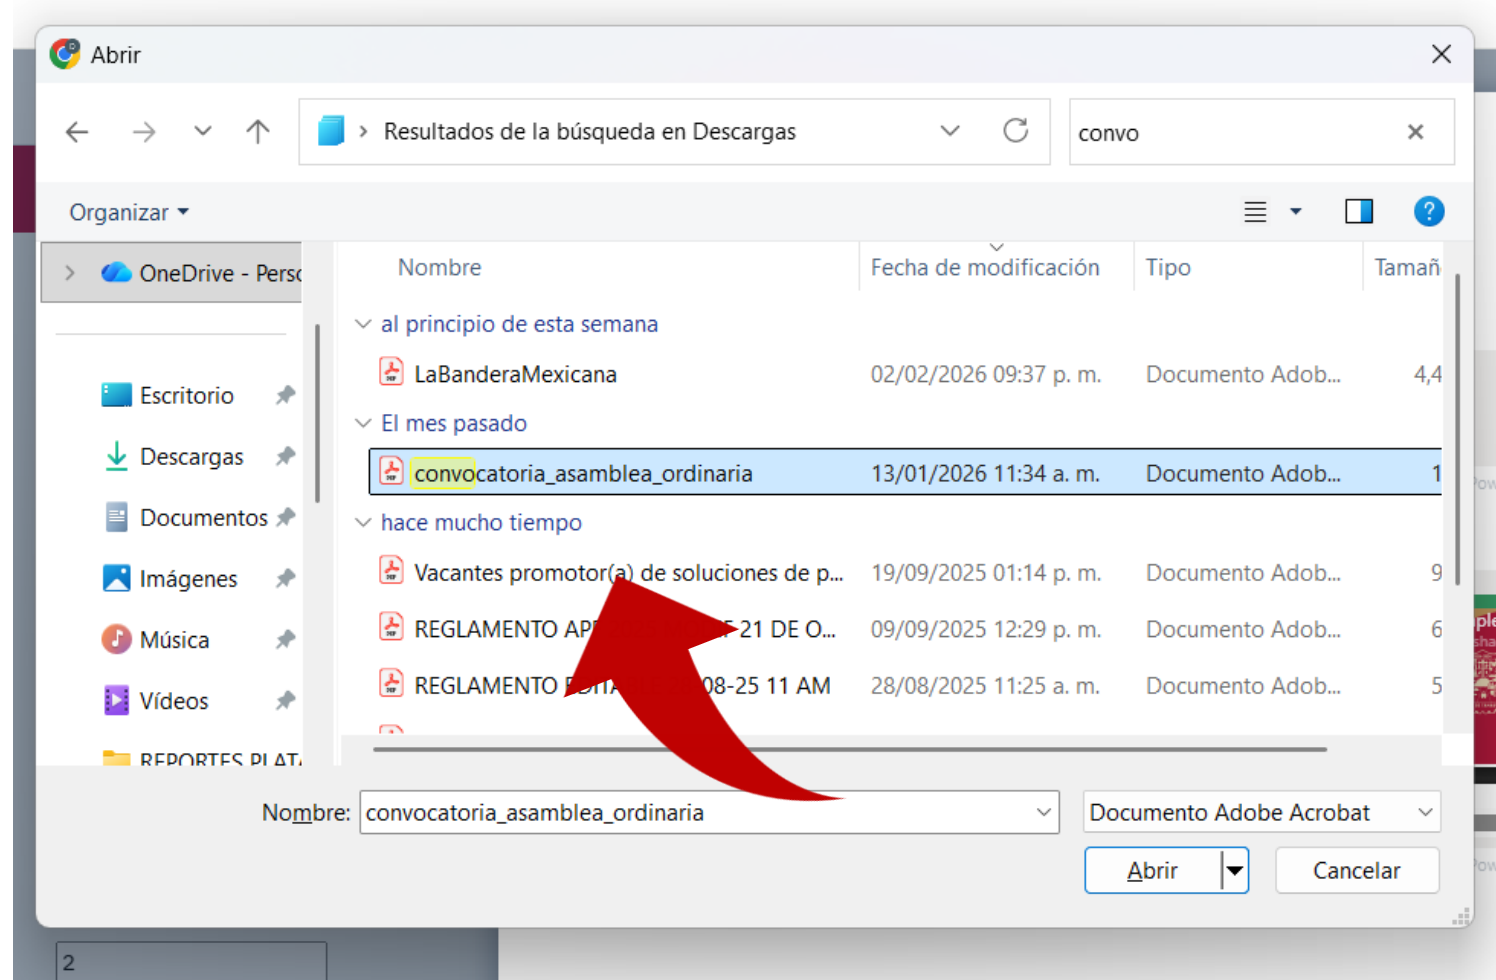 Abrir
Resultados de la búsqueda en Descargas
convo
Organizar
OneDrive - Perso
Nombre Fecha de modificación Tipo Tamañ
al principio de esta semana
LaBanderaMexicana 02/02/2026 09:37 p. m. Documento Adob... 4,4
El mes pasado
convocatoria_asamblea_ordinaria 13/01/2026 11:34 a. m. Documento Adob... 1
hace mucho tiempo
Vacantes promotor(a) de soluciones de p... 19/09/2025 01:14 p. m. Documento Adob... 9
REGLAMENTO 21 DE O... 09/09/2025 12:29 p. m. Documento Adob... 6
REGLAMENTO 08-25 11 AM 28/08/2025 11:25 a. m. Documento Adob... 5
Escritorio
Descargas
Documentos
Imágenes
Música
Vídeos
REPORTES PLATA
Nombre: convocatoria_asamblea_ordinaria
Documento Adobe Acrobat
Abrir
Cancelar
2